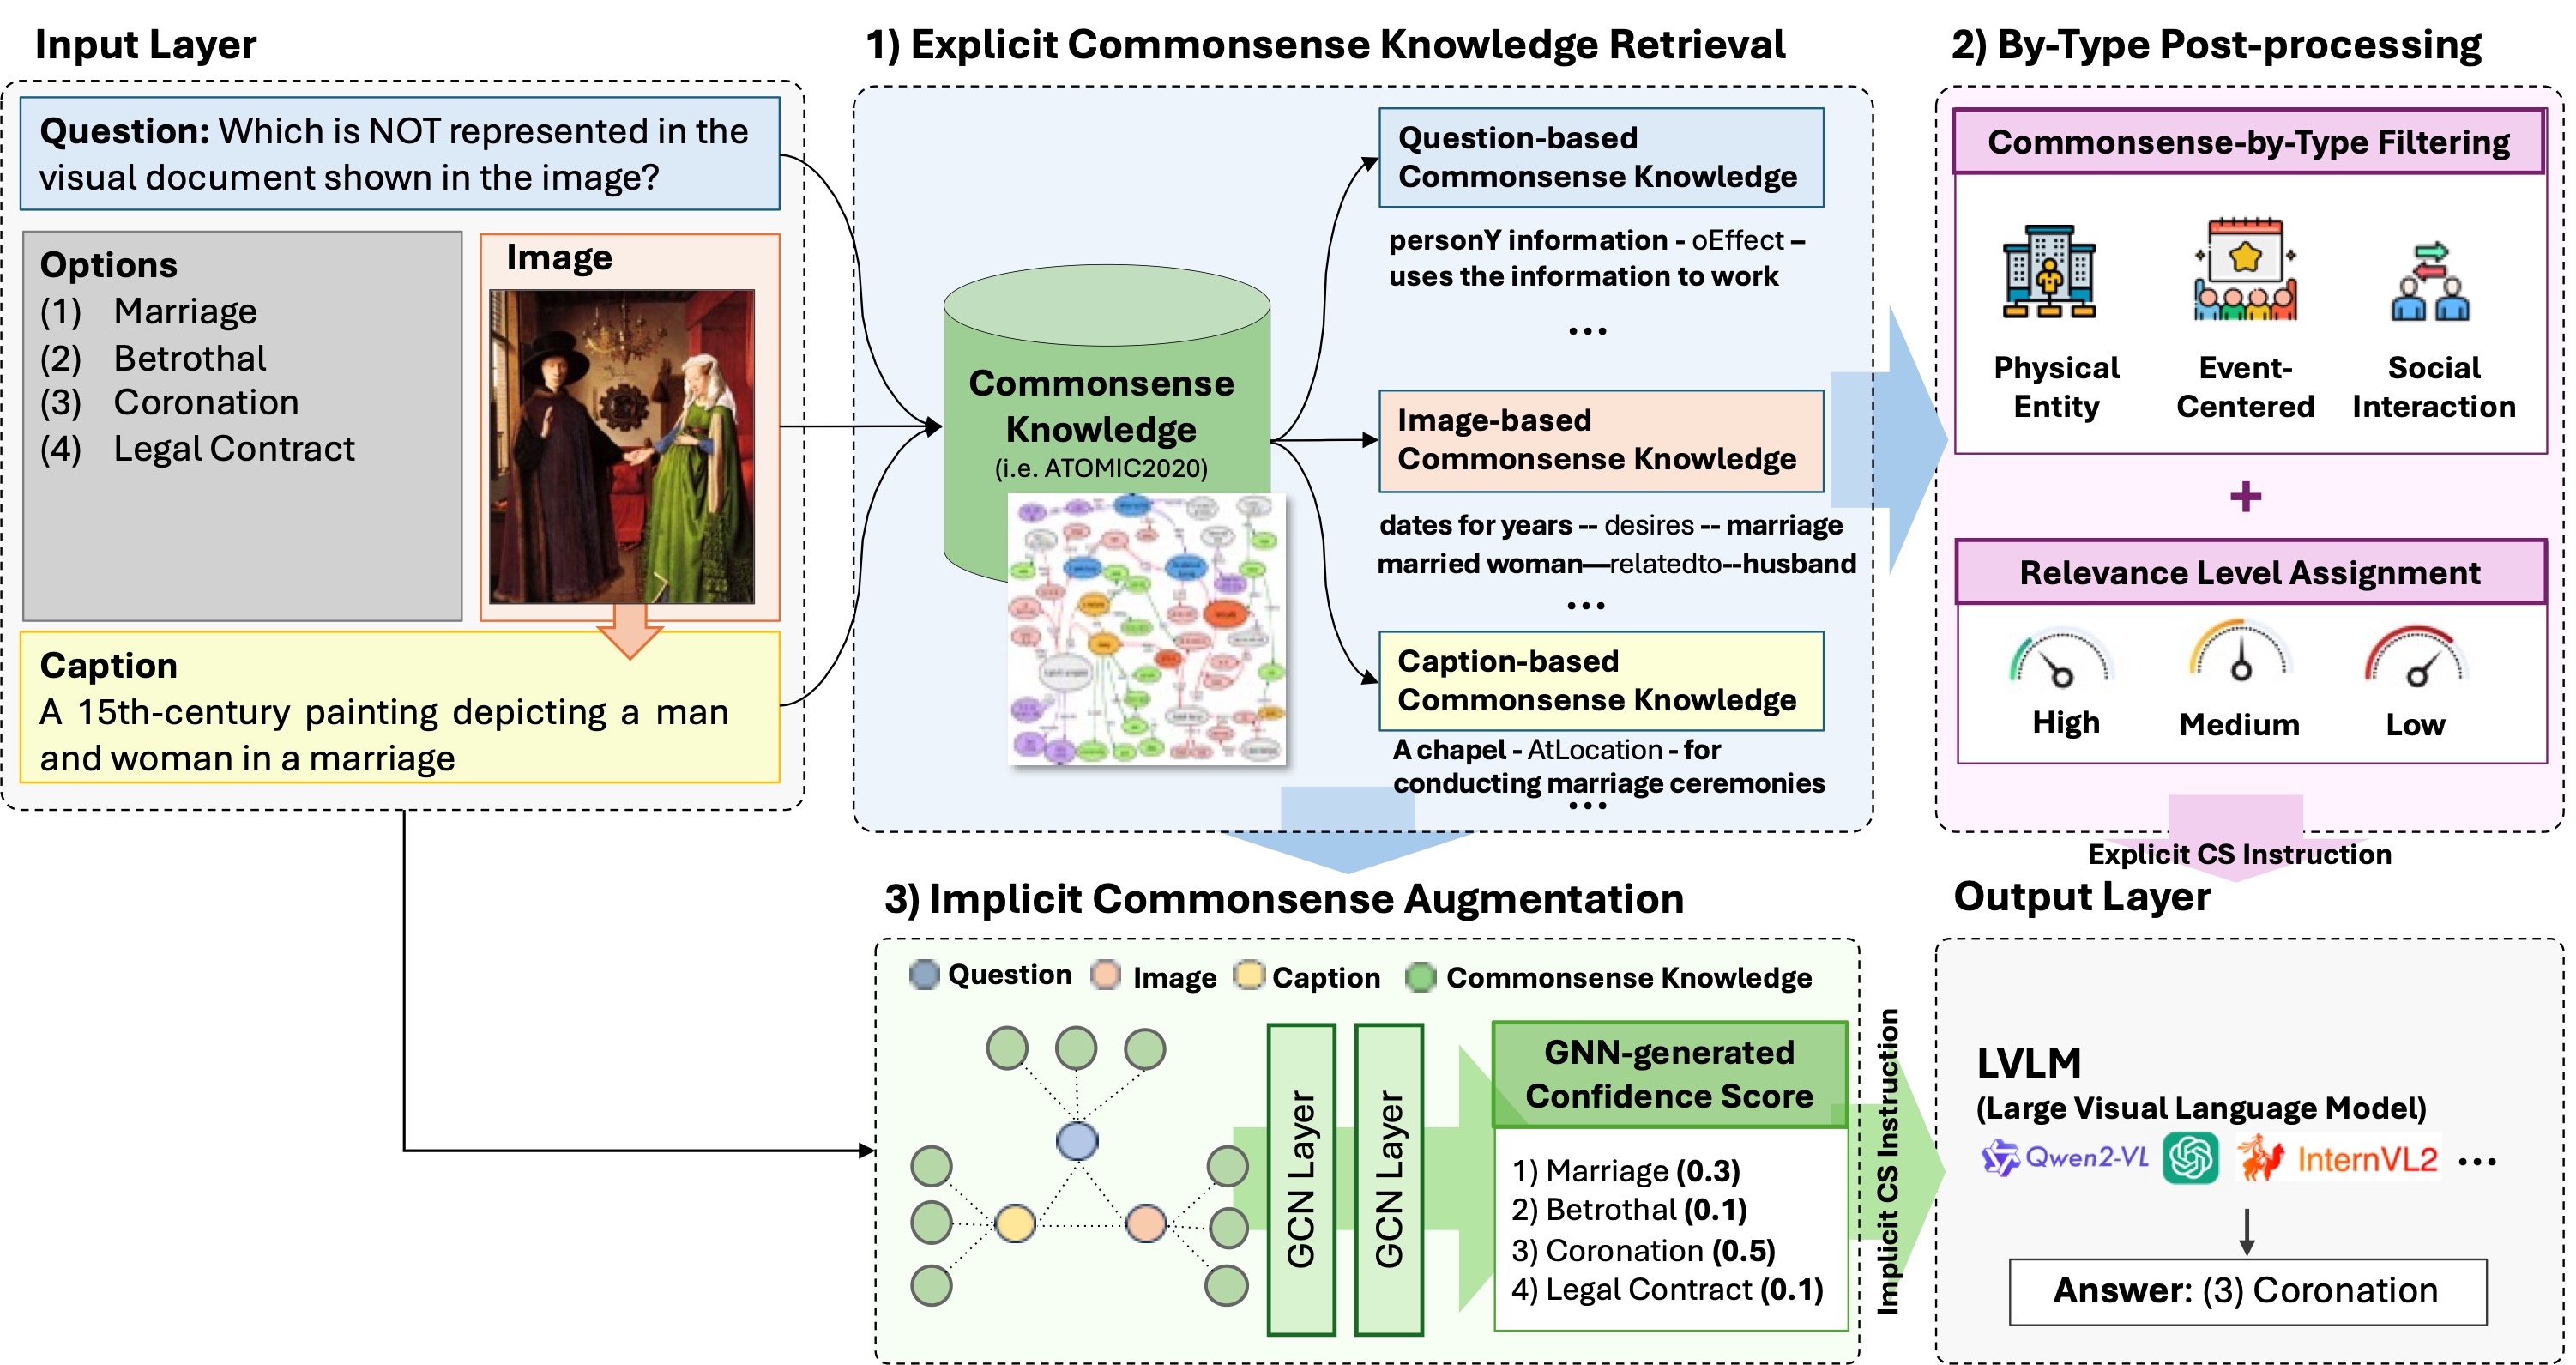 Input Layer
Question: Which is NOT represented in the
visual document shown in the image?
Options
(1) Marriage
(2) Betrothal
(3) Coronation
(4) Legal Contract
Image
Caption
A 15th-century painting depicting a man
and woman in a marriage
1) Explicit Commonsense Knowledge Retrieval
Commonsense
Knowledge
(i.e. ATOMIC2020)
Question-based
Commonsense Knowledge
personY information - oEffect –
uses the information to work
...
Image-based
Commonsense Knowledge
dates for years -- desires -- marriage
married woman—relatedto--husband
...
Caption-based
Commonsense Knowledge
A chapel - AtLocation - for
conducting marriage ceremonies
...
2) By-Type Post-processing
Commonsense-by-Type Filtering
Physical
Entity
Event-
Centered
Social
Interaction
+
Relevance Level Assignment
High
Medium
Low
Explicit CS Instruction
3) Implicit Commonsense Augmentation
Question
Image
Caption
Commonsense Knowledge
GCN Layer
GCN Layer
GNN-generated
Confidence Score
1) Marriage (0.3)
2) Betrothal (0.1)
3) Coronation (0.5)
4) Legal Contract (0.1)
Implicit CS Instruction
Output Layer
LVLM
(Large Visual Language Model)
Qwen2-VL
InternVL2
...
Answer: (3) Coronation